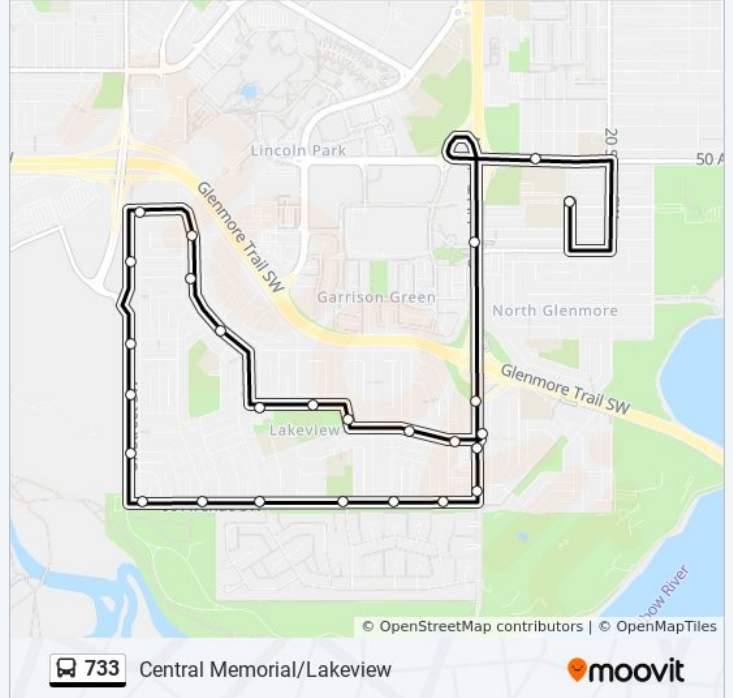 Lincoln Park
50 A
20 S
Glenmore Trail SW
Garrison Green
North Glenmore
Glenmore Trail SW
Lakeview
bow River
© OpenStreetMap contributors | © OpenMapTiles
733 Central Memorial/Lakeview
moovit